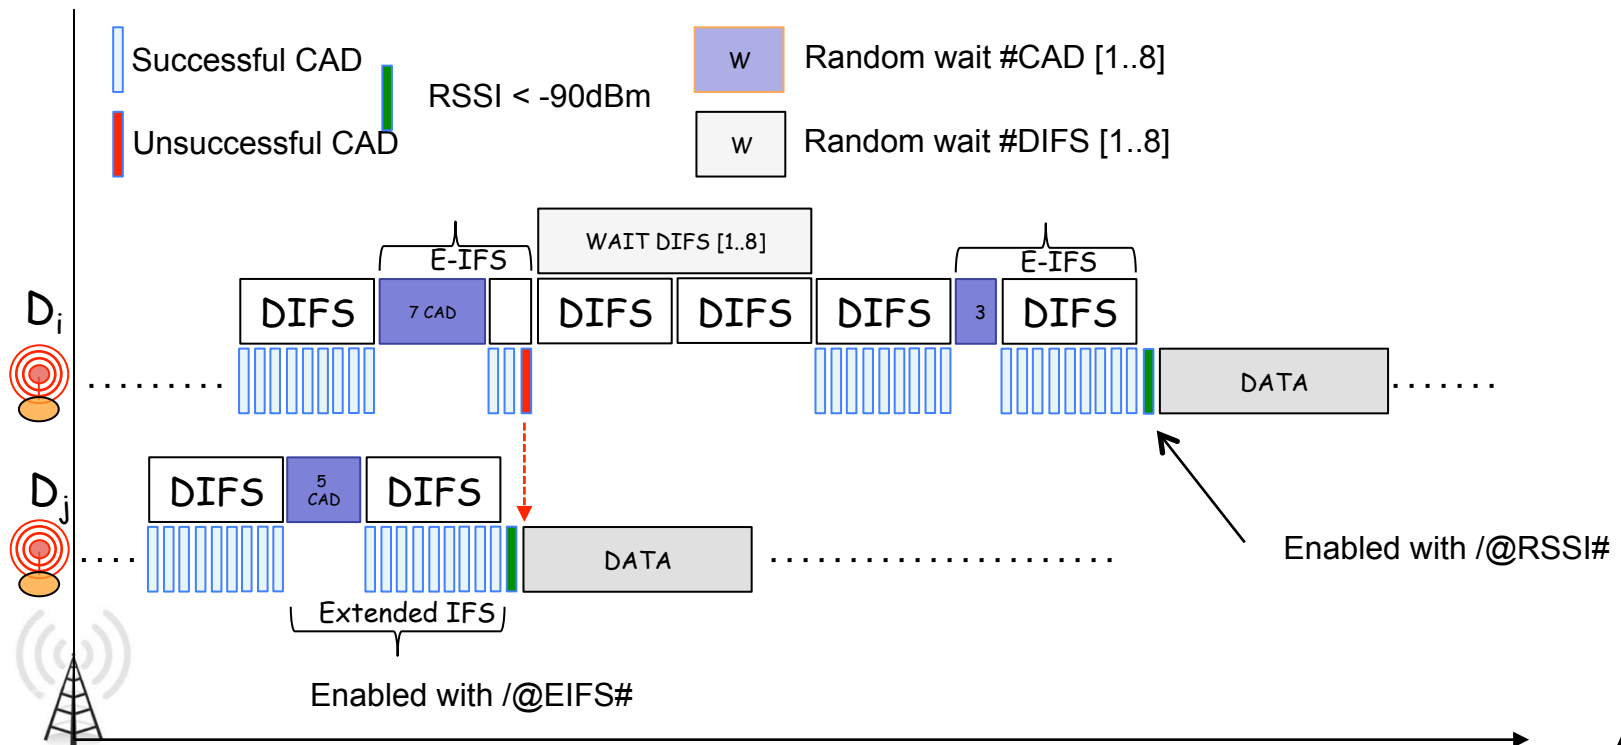 Successful CAD
Unsuccessful CAD
RSSI < -90dBm
W
Random wait #CAD [1..8]
W
Random wait #DIFS [1..8]
WAIT DIFS [1..8]
E-IFS
E-IFS
Di
DIFS
7 CAD
DIFS
DIFS
DIFS
3
DIFS
DATA
Dj
DIFS
5
CAD
DIFS
DATA
Enabled with /@RSSI#
Extended IFS
Enabled with /@EIFS#